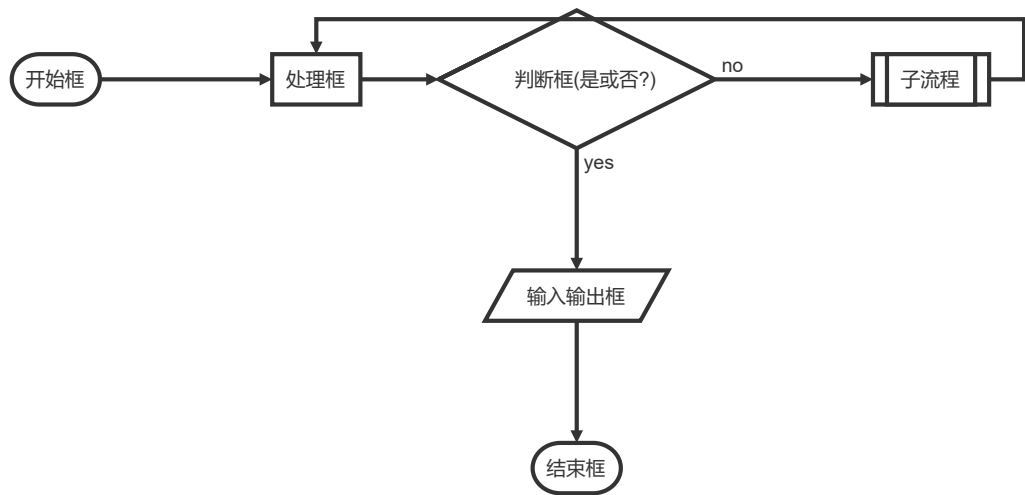 开始框
处理框
判断框(是或否?)
no
子流程
yes
输入输出框
结束框